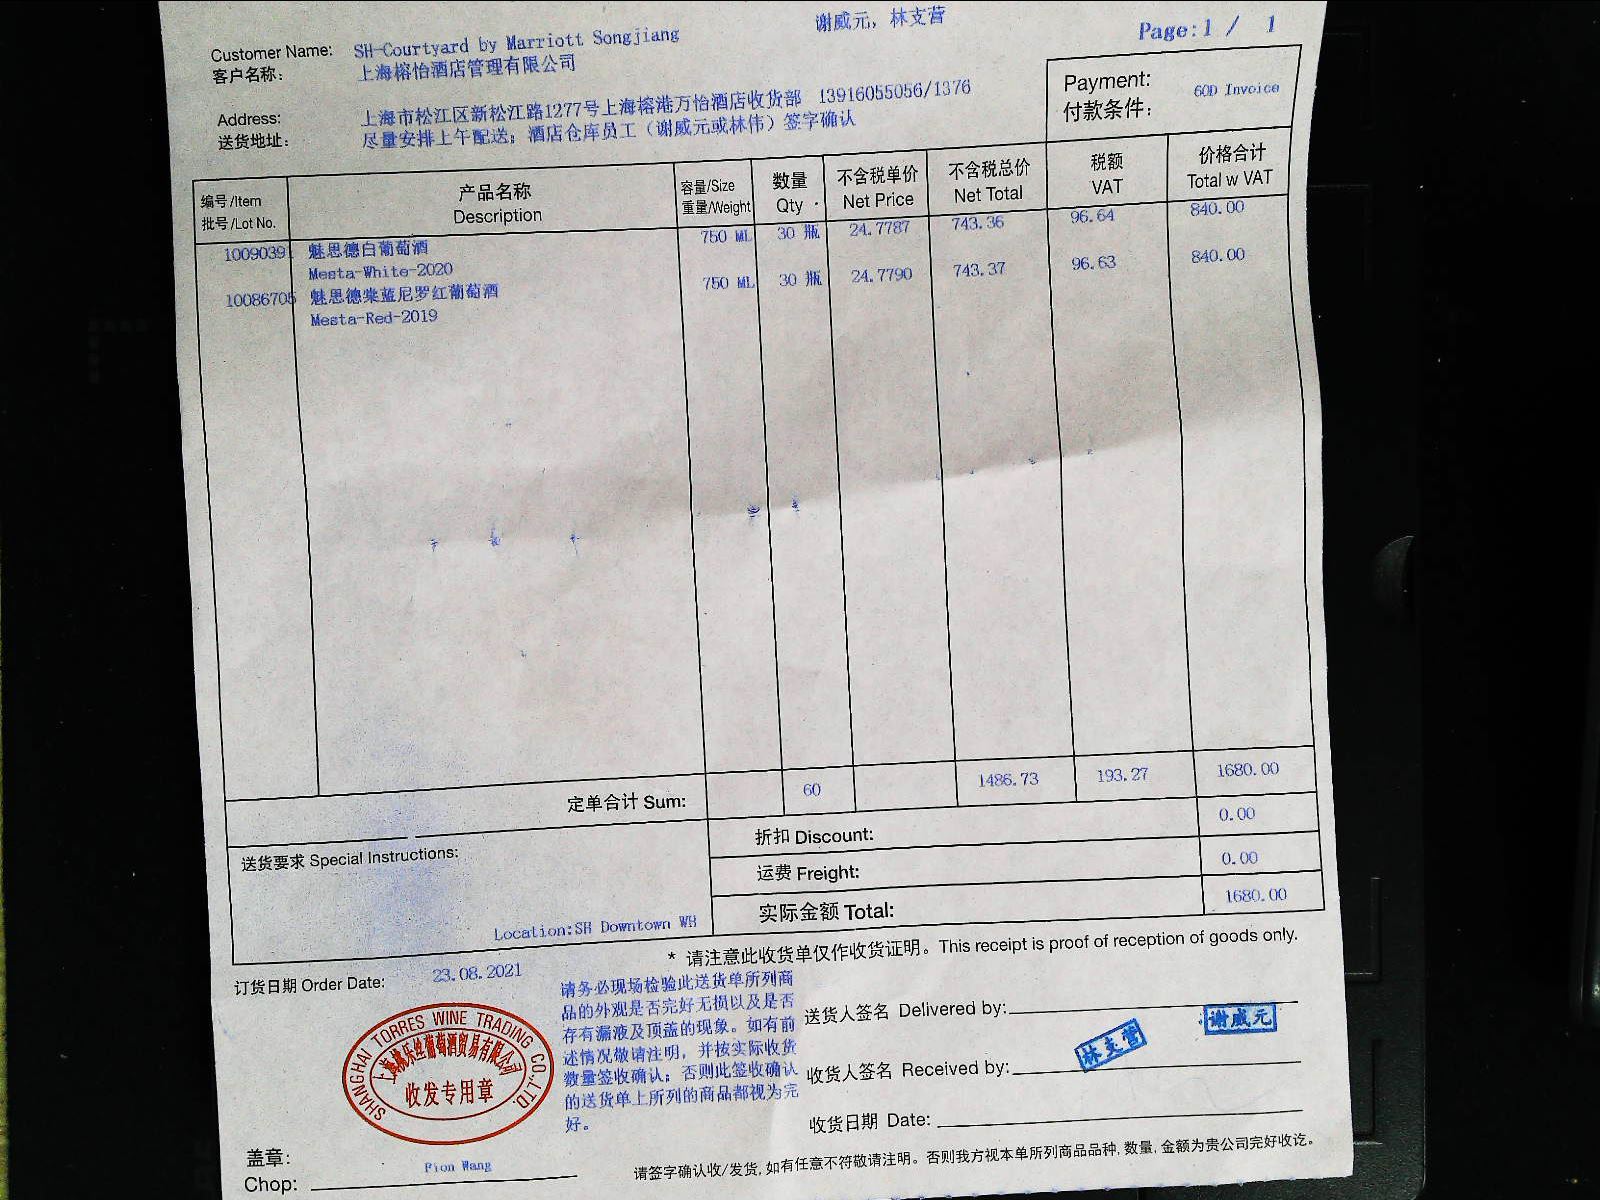 谢威元，林支营
Page:1 / 1
Customer Name: SH-Courtyard by Marriott Songjiang
客户名称： 上海榕怡酒店管理有限公司
Address: 上海市松江区新松江路1277号上海榕港万怡酒店收货部 13916055056/1376
送货地址： 尽量安排上午配送；酒店仓库员工（谢威元或林伟）签字确认
Payment: 60D Invoice
付款条件：
编号/Item 产品名称 容量/Size 数量 不含税单价 不含税总价 税额 价格合计
批号/Lot No. Description 重量/Weight Qty Net Price Net Total VAT Total w VAT
10090391 魅思德白葡萄酒 750 ML 30 瓶 24.7787 743.36 96.64 840.00
Mesta-White-2020
10086705 魅思德棠蓝尼罗红葡萄酒 750 ML 30 瓶 24.7790 743.37 96.63 840.00
Mesta-Red-2019
定单合计 Sum: 60 1486.73 193.27 1680.00
折扣 Discount: 0.00
运费 Freight: 0.00
实际金额 Total: 1680.00
送货要求 Special Instructions:
Location:SH Downtown WH
* 请注意此收货单仅作收货证明。This receipt is proof of reception of goods only.
订货日期 Order Date: 23.08.2021
请务必现场检验此送货单所列商
品的外观是否完好无损以及是否
存有漏液及顶盖的现象。如有前
述情况敬请注明，并按实际收货
数量签收确认；否则此签收确认
的送货单上所列的商品都视为完
好。
SHANGHAI TORRES WINE TRADING CO.,LTD.
上海桃乐丝葡萄酒贸易有限公司
收发专用章
送货人签名 Delivered by:
谢威元
林支营
收货人签名 Received by:
收货日期 Date:
盖章：
Chop: Fion Wang
请签字确认收/发货, 如有任意不符敬请注明。否则我方视本单所列商品品种, 数量, 金额为贵公司完好收讫。